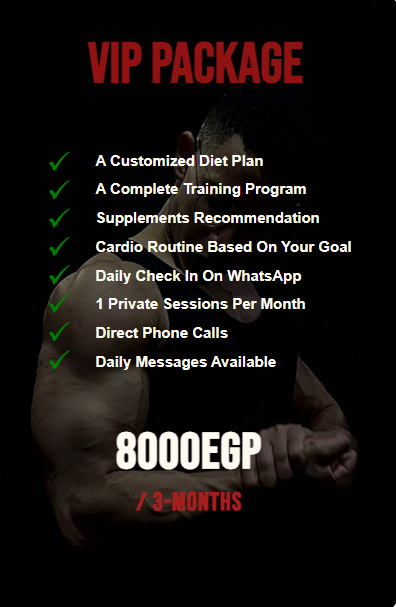 VIP PACKAGE
A Customized Diet Plan
A Complete Training Program
Supplements Recommendation
Cardio Routine Based On Your Goal
Daily Check In On WhatsApp
1 Private Sessions Per Month
Direct Phone Calls
Daily Messages Available
8000EGP
/ 3-MONTHS